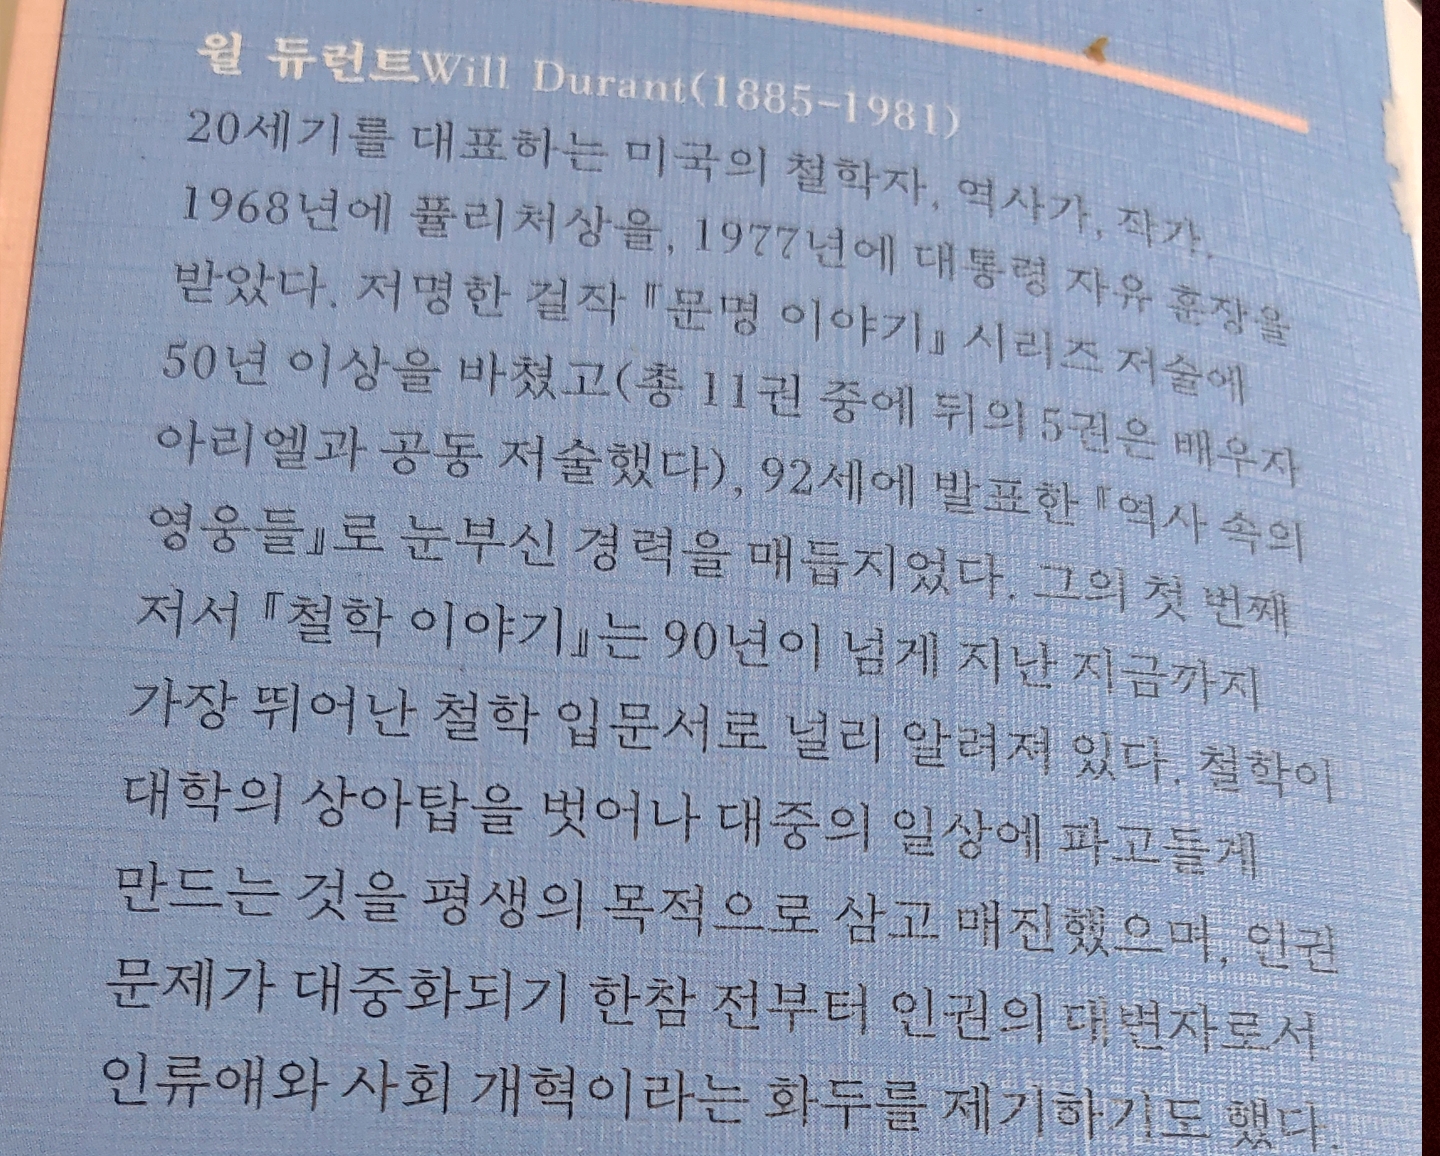 윌 듀런트Will Durant(1885-1981)
20세기를 대표하는 미국의 철학자, 역사가, 작가.
1968년에 퓰리처상을, 1977년에 대통령 자유 훈장을
받았다. 저명한 걸작 『문명 이야기』 시리즈 저술에
50년 이상을 바쳤고(총 11권 중에 뒤의 5권은 배우자
아리엘과 공동 저술했다), 92세에 발표한 『역사 속의
영웅들』로 눈부신 경력을 매듭지었다. 그의 첫 번째
저서 『철학 이야기』는 90년이 넘게 지난 지금까지
가장 뛰어난 철학 입문서로 널리 알려져 있다. 철학이
대학의 상아탑을 벗어나 대중의 일상에 파고들게
만드는 것을 평생의 목적으로 삼고 매진했으며, 인권
문제가 대중화되기 한참 전부터 인권의 대변자로서
인류애와 사회 개혁이라는 화두를 제기하기도 했다.